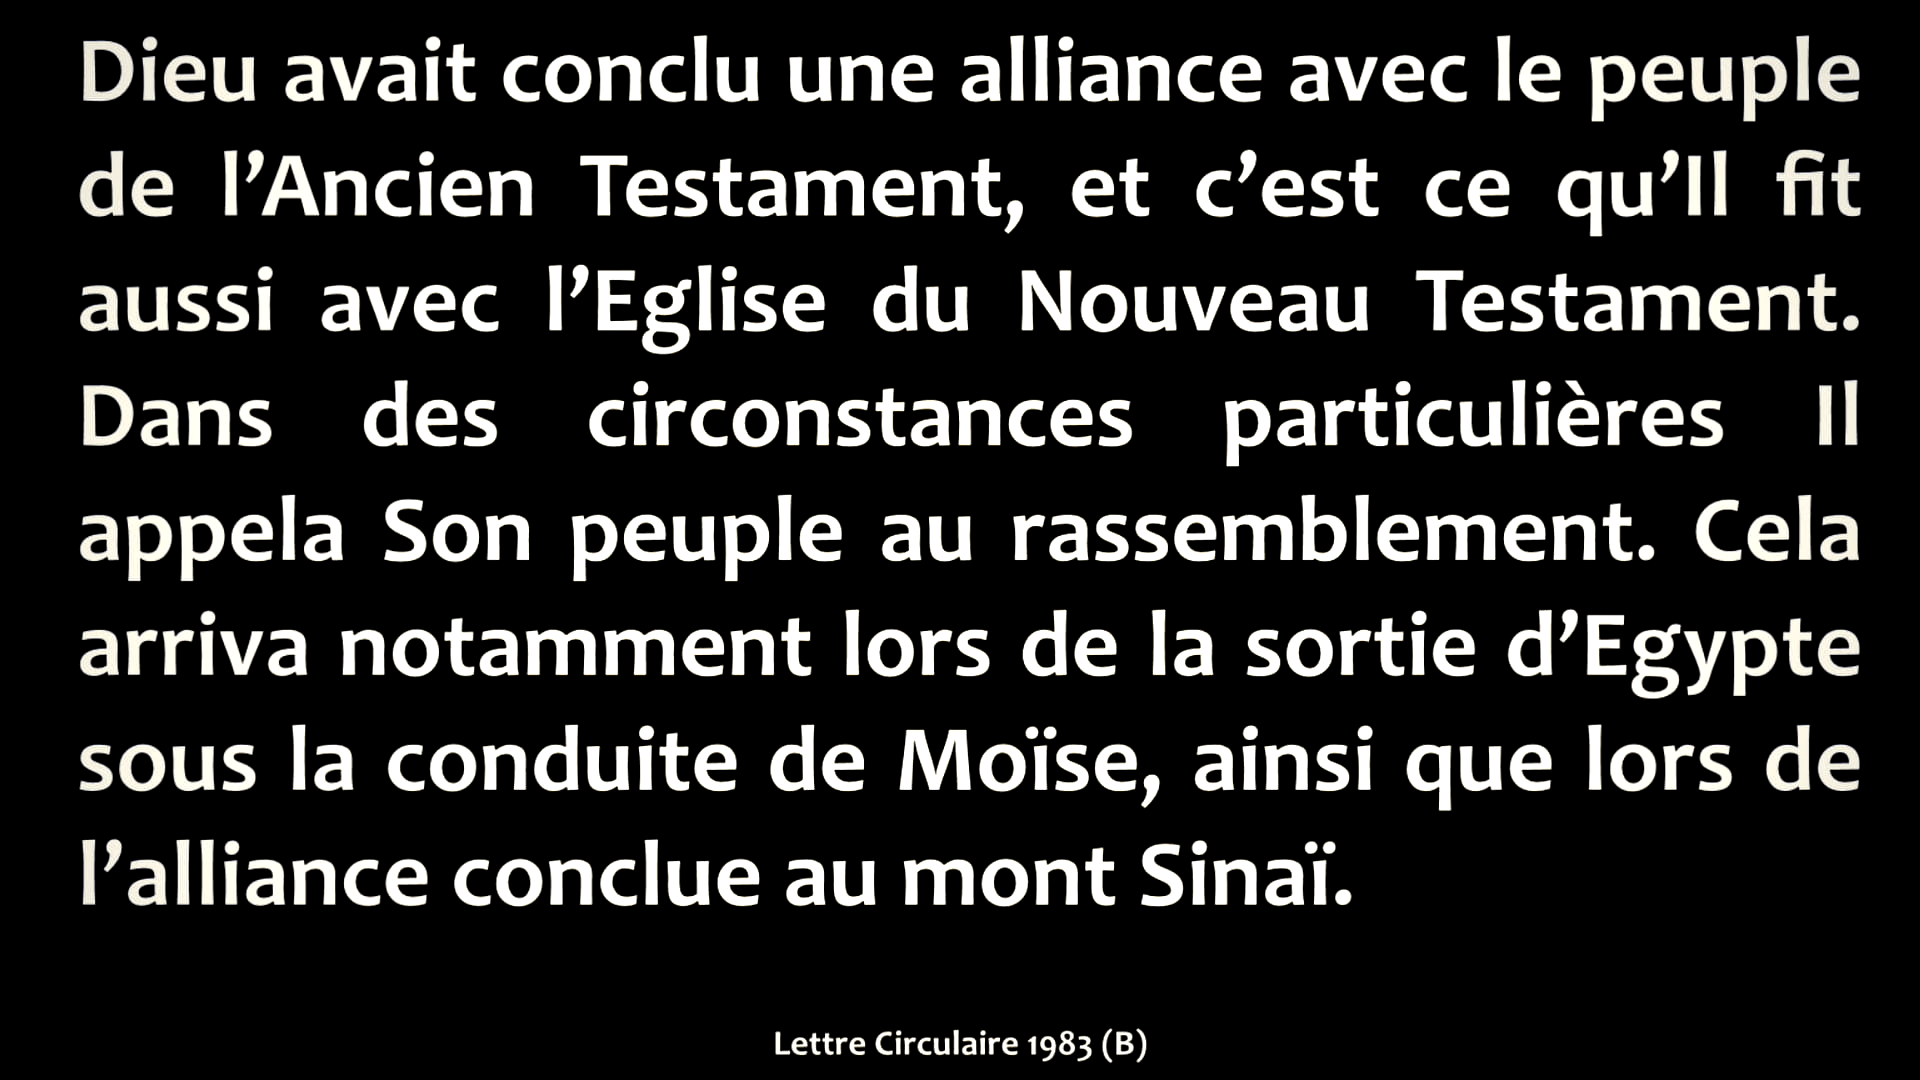 Dieu avait conclu une alliance avec le peuple
de l’Ancien Testament, et c’est ce qu’Il fit
aussi avec l’Eglise du Nouveau Testament.
Dans des circonstances particulières Il
appela Son peuple au rassemblement. Cela
arriva notamment lors de la sortie d’Egypte
sous la conduite de Moïse, ainsi que lors de
l’alliance conclue au mont Sinaï.
Lettre Circulaire 1983 (B)